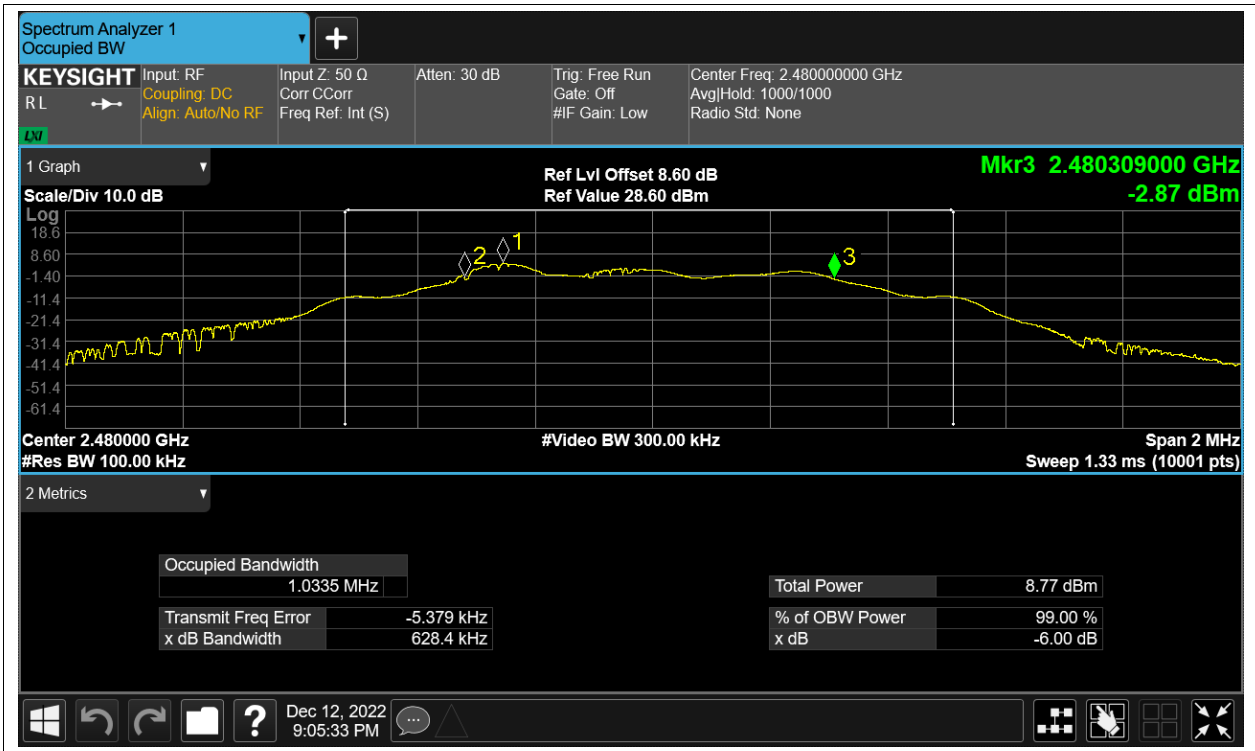 Spectrum Analyzer 1
Occupied BW
KEYSIGHT
R L
LXI
Input: RF
Coupling: DC
Align: Auto/No RF
Input Z: 50 Ω
Corr CCorr
Freq Ref: Int (S)
Atten: 30 dB
Trig: Free Run
Gate: Off
#IF Gain: Low
Center Freq: 2.480000000 GHz
Avg|Hold: 1000/1000
Radio Std: None
1 Graph
Scale/Div 10.0 dB
Ref Lvl Offset 8.60 dB
Ref Value 28.60 dBm
Mkr3 2.480309000 GHz
-2.87 dBm
Log
18.6
8.60
-1.40
-11.4
-21.4
-31.4
-41.4
-51.4
-61.4
2
1
3
Center 2.480000 GHz
#Res BW 100.00 kHz
#Video BW 300.00 kHz
Span 2 MHz
Sweep 1.33 ms (10001 pts)
2 Metrics
Occupied Bandwidth
1.0335 MHz
Transmit Freq Error -5.379 kHz
x dB Bandwidth 628.4 kHz
Total Power 8.77 dBm
% of OBW Power 99.00 %
x dB -6.00 dB
Dec 12, 2022
9:05:33 PM